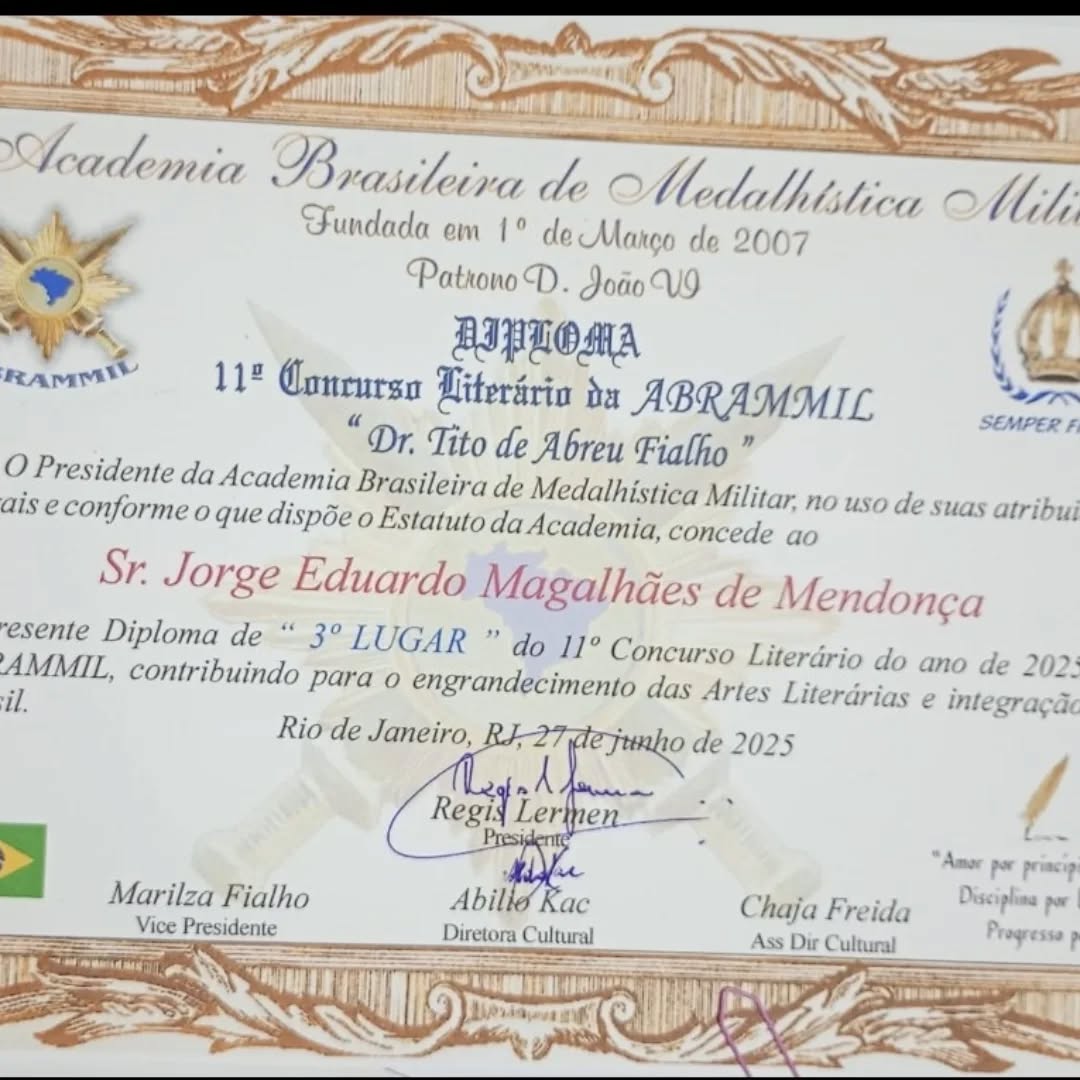 Academia Brasileira de Medalhística Mili
Fundada em 1º de Março de 2007
Patrono D. João VI
DIPLOMA
11º Concurso Literário da ABRAMMIL
“ Dr. Tito de Abreu Fialho ”
BRAMMIL
SEMPER F
O Presidente da Academia Brasileira de Medalhística Militar, no uso de suas atribui
ais e conforme o que dispõe o Estatuto da Academia, concede ao
Sr. Jorge Eduardo Magalhães de Mendonça
resente Diploma de “ 3º LUGAR ” do 11º Concurso Literário do ano de 2025
RAMMIL, contribuindo para o engrandecimento das Artes Literárias e integração
sil.
Rio de Janeiro, RJ, 27 de junho de 2025
Regis Lermen
Presidente
Marilza Fialho
Vice Presidente
Abilio Kac
Diretora Cultural
Chaja Freida
Ass Dir Cultural
“Amor por princípi
Disciplina por
Progresso p